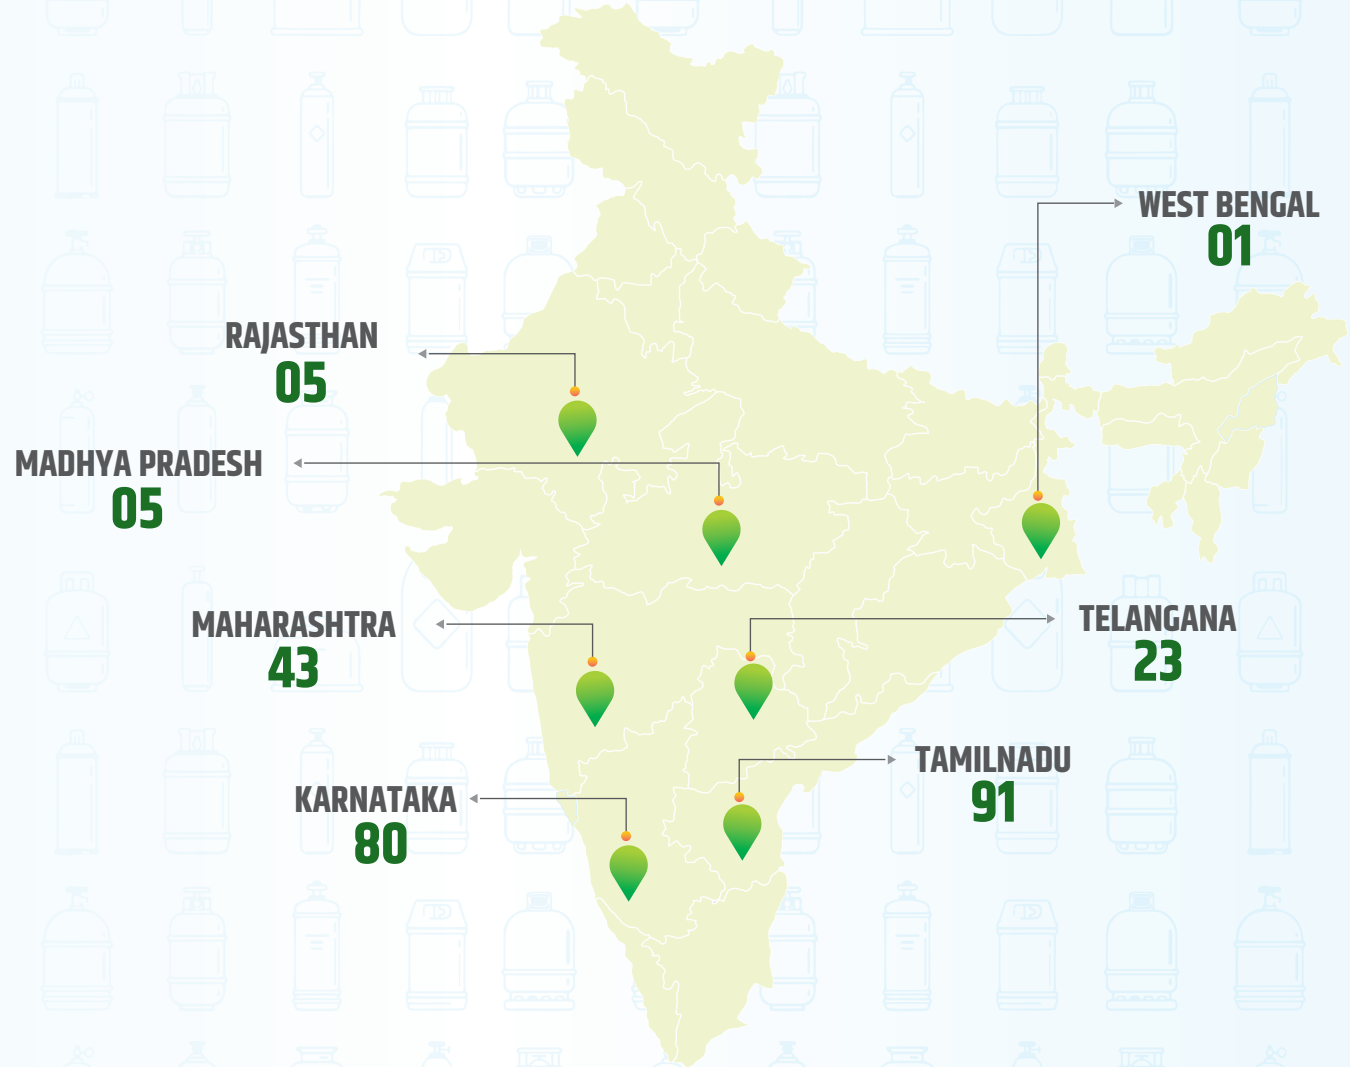 WEST BENGAL
01
RAJASTHAN
05
MADHYA PRADESH
05
MAHARASHTRA
43
TELANGANA
23
TAMILNADU
91
KARNATAKA
80